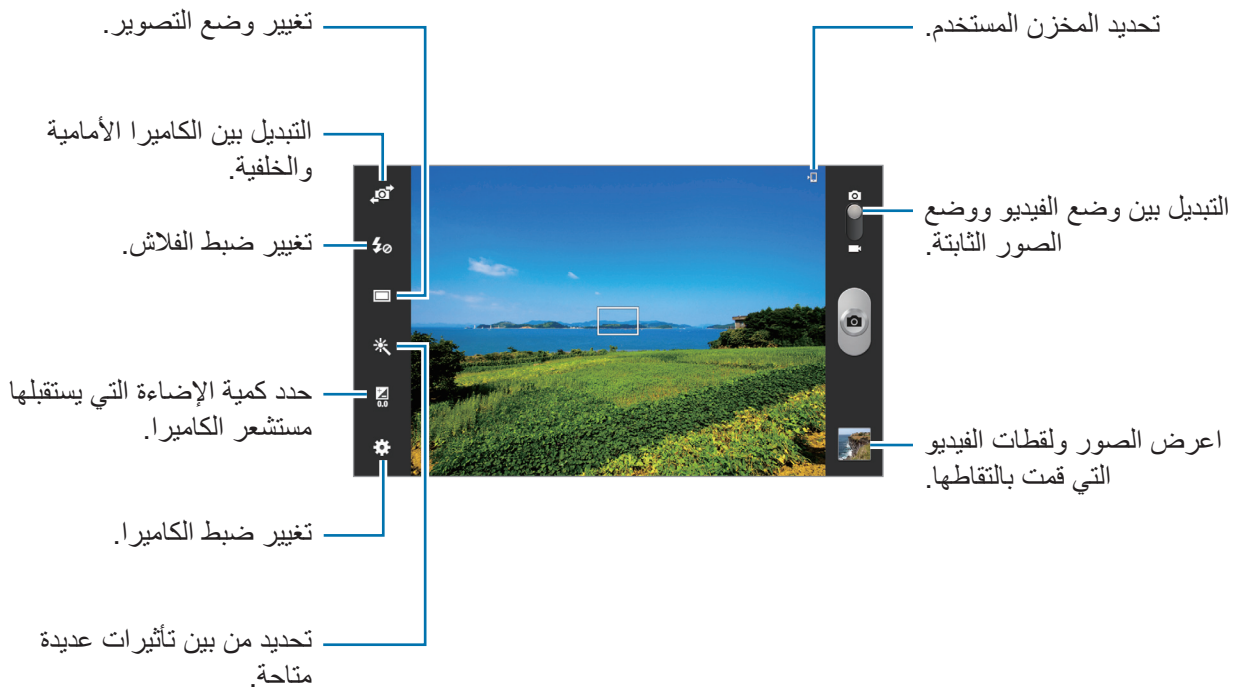 تغيير وضع التصوير.
التبديل بين الكاميرا الأمامية
والخلفية.
تغيير ضبط الفلاش.
حدد كمية الإضاءة التي يستقبلها
مستشعر الكاميرا.
تغيير ضبط الكاميرا.
تحديد من بين تأثيرات عديدة
متاحة.
تحديد المخزن المستخدم.
التبديل بين وضع الفيديو ووضع
الصور الثابتة.
اعرض الصور ولقطات الفيديو
التي قمت بالتقاطها.
0.0